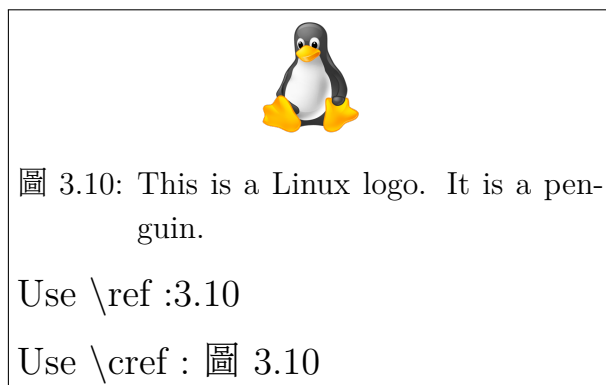 圖 3.10: This is a Linux logo. It is a pen-
guin.
Use \ref :3.10
Use \cref : 圖 3.10